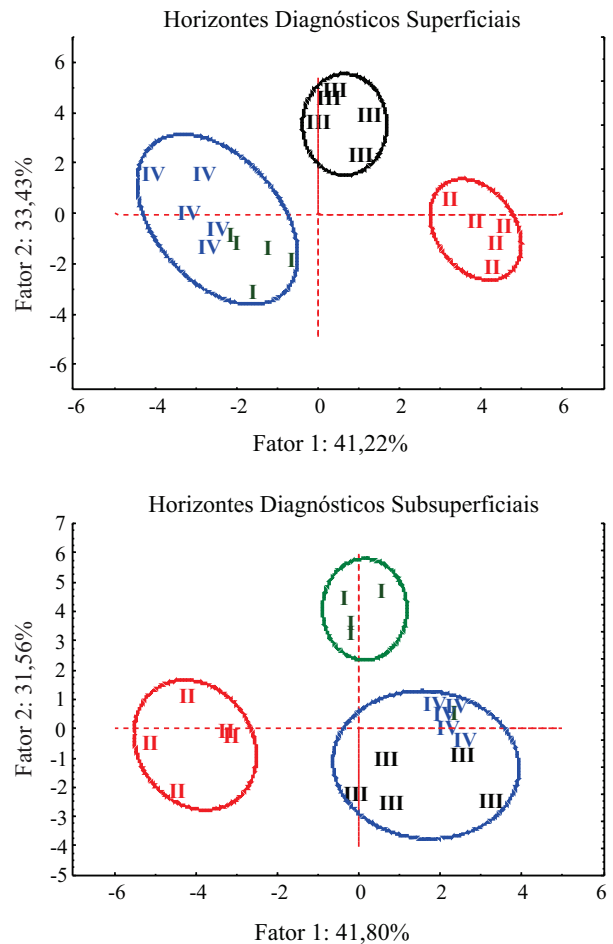 Horizontes Diagnósticos Superficiais
6
4
2
0
-2
-4
-6
Fator 2: 33,43%
III
III
III
III
III
IV
IV
IV
IV
IV
I
I
I
I
I
II
II
II
II
II
-6
-4
-2
0
2
4
6
Fator 1: 41,22%
Horizontes Diagnósticos Subsuperficiais
7
6
5
4
3
2
1
0
-1
-2
-3
-4
-5
Fator 2: 31,56%
I
I
I
I
II
II
II
II
II
IV
IV
IV
I
IV
IV
III
III
III
III
III
-6
-4
-2
0
2
4
6
Fator 1: 41,80%